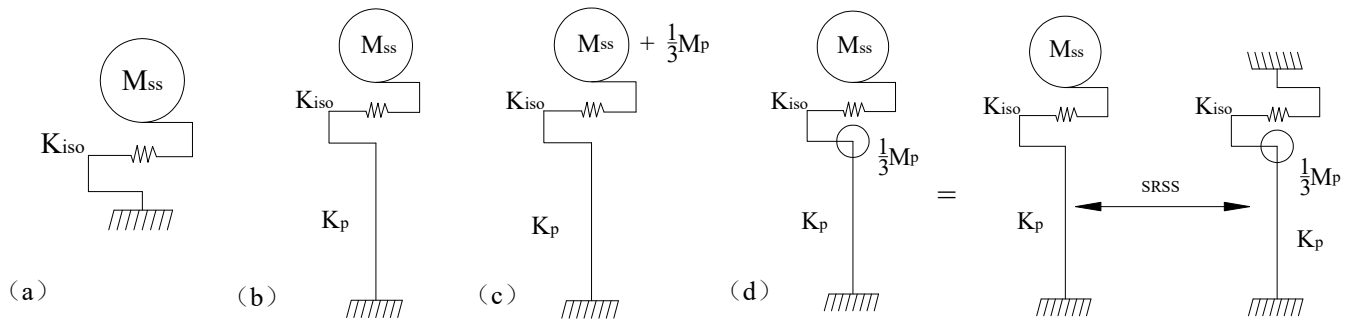 Mss
Kiso
(a)
Mss
Kiso
Kp
(b)
Mss + 1/3Mp
Kiso
Kp
(c)
Mss
Kiso
1/3Mp
Kp
(d)
=
Mss
Kiso
Kp
SRSS
Kiso
1/3Mp
Kp